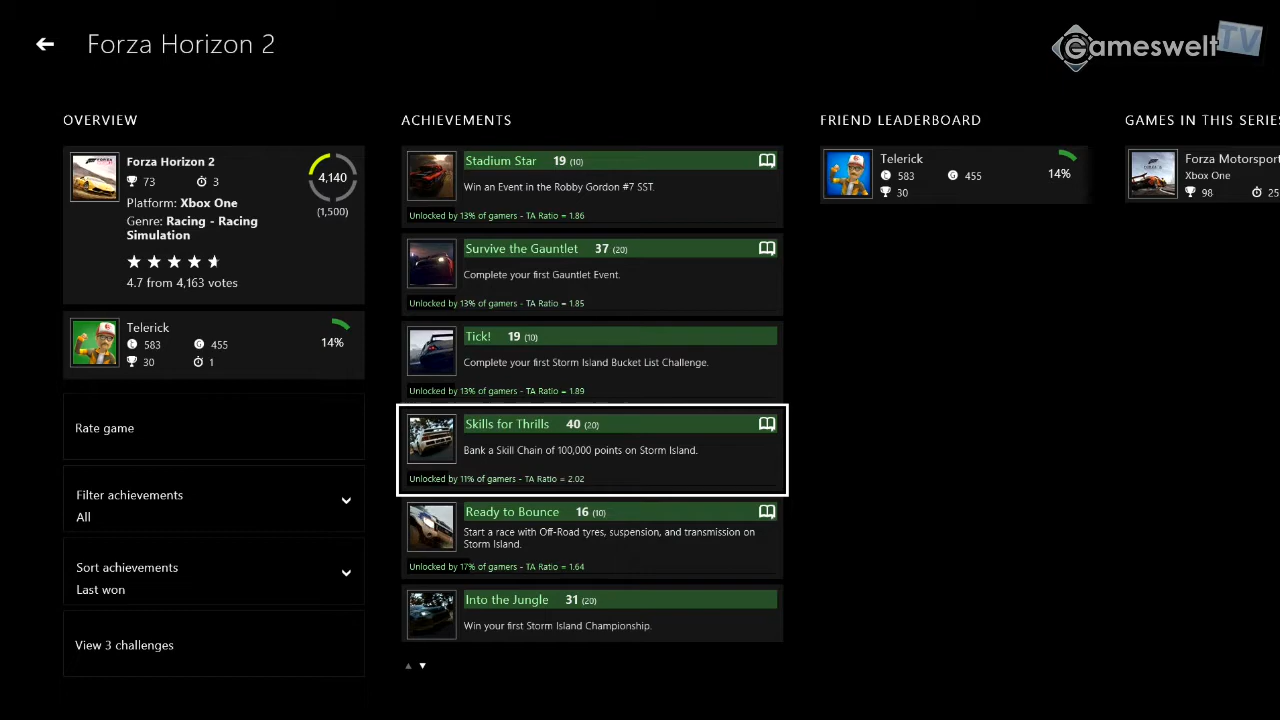 Forza Horizon 2
Gameswelt TV
OVERVIEW
Forza Horizon 2
73 3
4,140
(1,500)
Platform: Xbox One
Genre: Racing - Racing
Simulation
4.7 from 4,163 votes
Telerick
583 455
30 1
14%
Rate game
Filter achievements
All
Sort achievements
Last won
View 3 challenges
ACHIEVEMENTS
Stadium Star 19 (10)
Win an Event in the Robby Gordon #7 SST.
Unlocked by 13% of gamers - TA Ratio = 1.86
Survive the Gauntlet 37 (20)
Complete your first Gauntlet Event.
Unlocked by 13% of gamers - TA Ratio = 1.85
Tick! 19 (10)
Complete your first Storm Island Bucket List Challenge.
Unlocked by 13% of gamers - TA Ratio = 1.89
Skills for Thrills 40 (20)
Bank a Skill Chain of 100,000 points on Storm Island.
Unlocked by 11% of gamers - TA Ratio = 2.02
Ready to Bounce 16 (10)
Start a race with Off-Road tyres, suspension, and transmission on
Storm Island.
Unlocked by 17% of gamers - TA Ratio = 1.64
Into the Jungle 31 (20)
Win your first Storm Island Championship.
FRIEND LEADERBOARD
Telerick
583 455
30
14%
GAMES IN THIS SERIES
Forza Motorsport
Xbox One
98 25